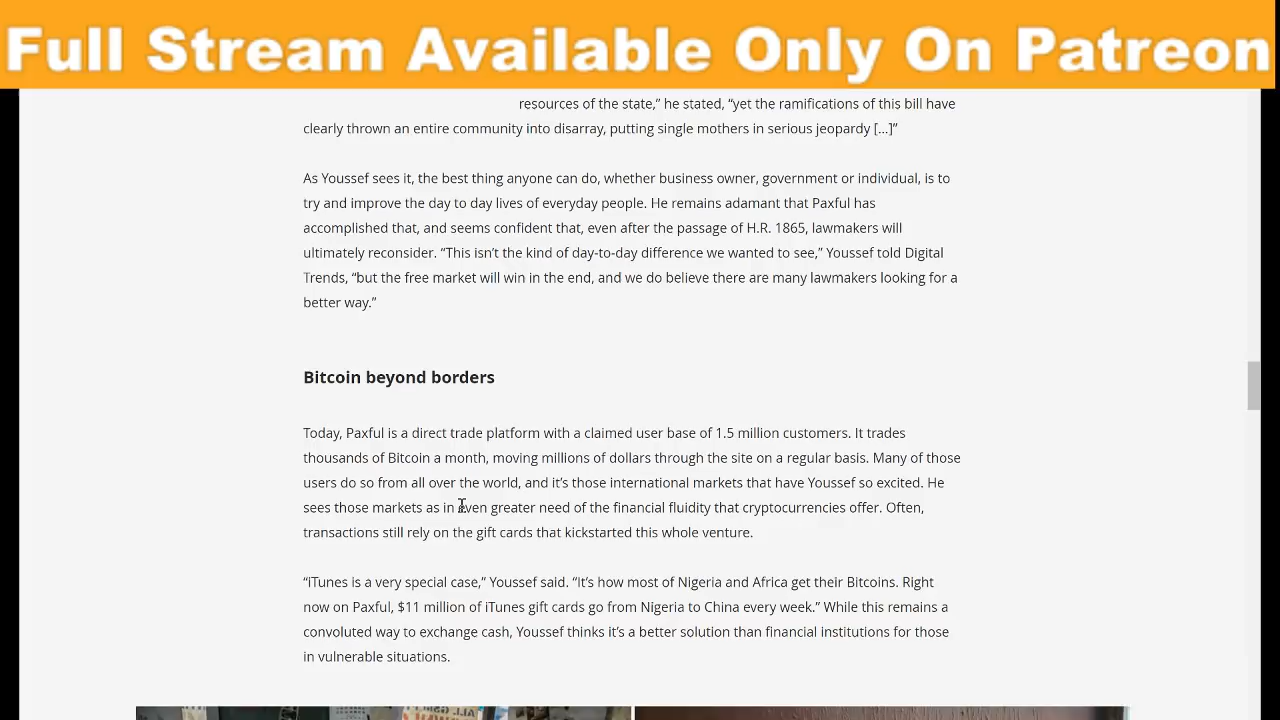 Full Stream Available Only On Patreon
resources of the state,” he stated, “yet the ramifications of this bill have
clearly thrown an entire community into disarray, putting single mothers in serious jeopardy […]”
As Youssef sees it, the best thing anyone can do, whether business owner, government or individual, is to
try and improve the day to day lives of everyday people. He remains adamant that Paxful has
accomplished that, and seems confident that, even after the passage of H.R. 1865, lawmakers will
ultimately reconsider. “This isn’t the kind of day-to-day difference we wanted to see,” Youssef told Digital
Trends, “but the free market will win in the end, and we do believe there are many lawmakers looking for a
better way.”
Bitcoin beyond borders
Today, Paxful is a direct trade platform with a claimed user base of 1.5 million customers. It trades
thousands of Bitcoin a month, moving millions of dollars through the site on a regular basis. Many of those
users do so from all over the world, and it’s those international markets that have Youssef so excited. He
sees those markets as in even greater need of the financial fluidity that cryptocurrencies offer. Often,
transactions still rely on the gift cards that kickstarted this whole venture.
“iTunes is a very special case,” Youssef said. “It’s how most of Nigeria and Africa get their Bitcoins. Right
now on Paxful, $11 million of iTunes gift cards go from Nigeria to China every week.” While this remains a
convoluted way to exchange cash, Youssef thinks it’s a better solution than financial institutions for those
in vulnerable situations.